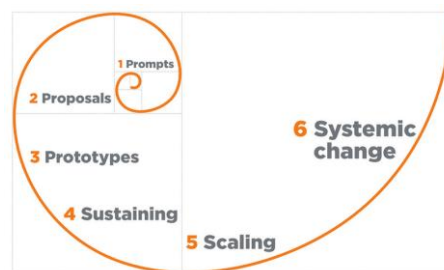 1 Prompts
2 Proposals
3 Prototypes
4 Sustaining
5 Scaling
6 Systemic
change